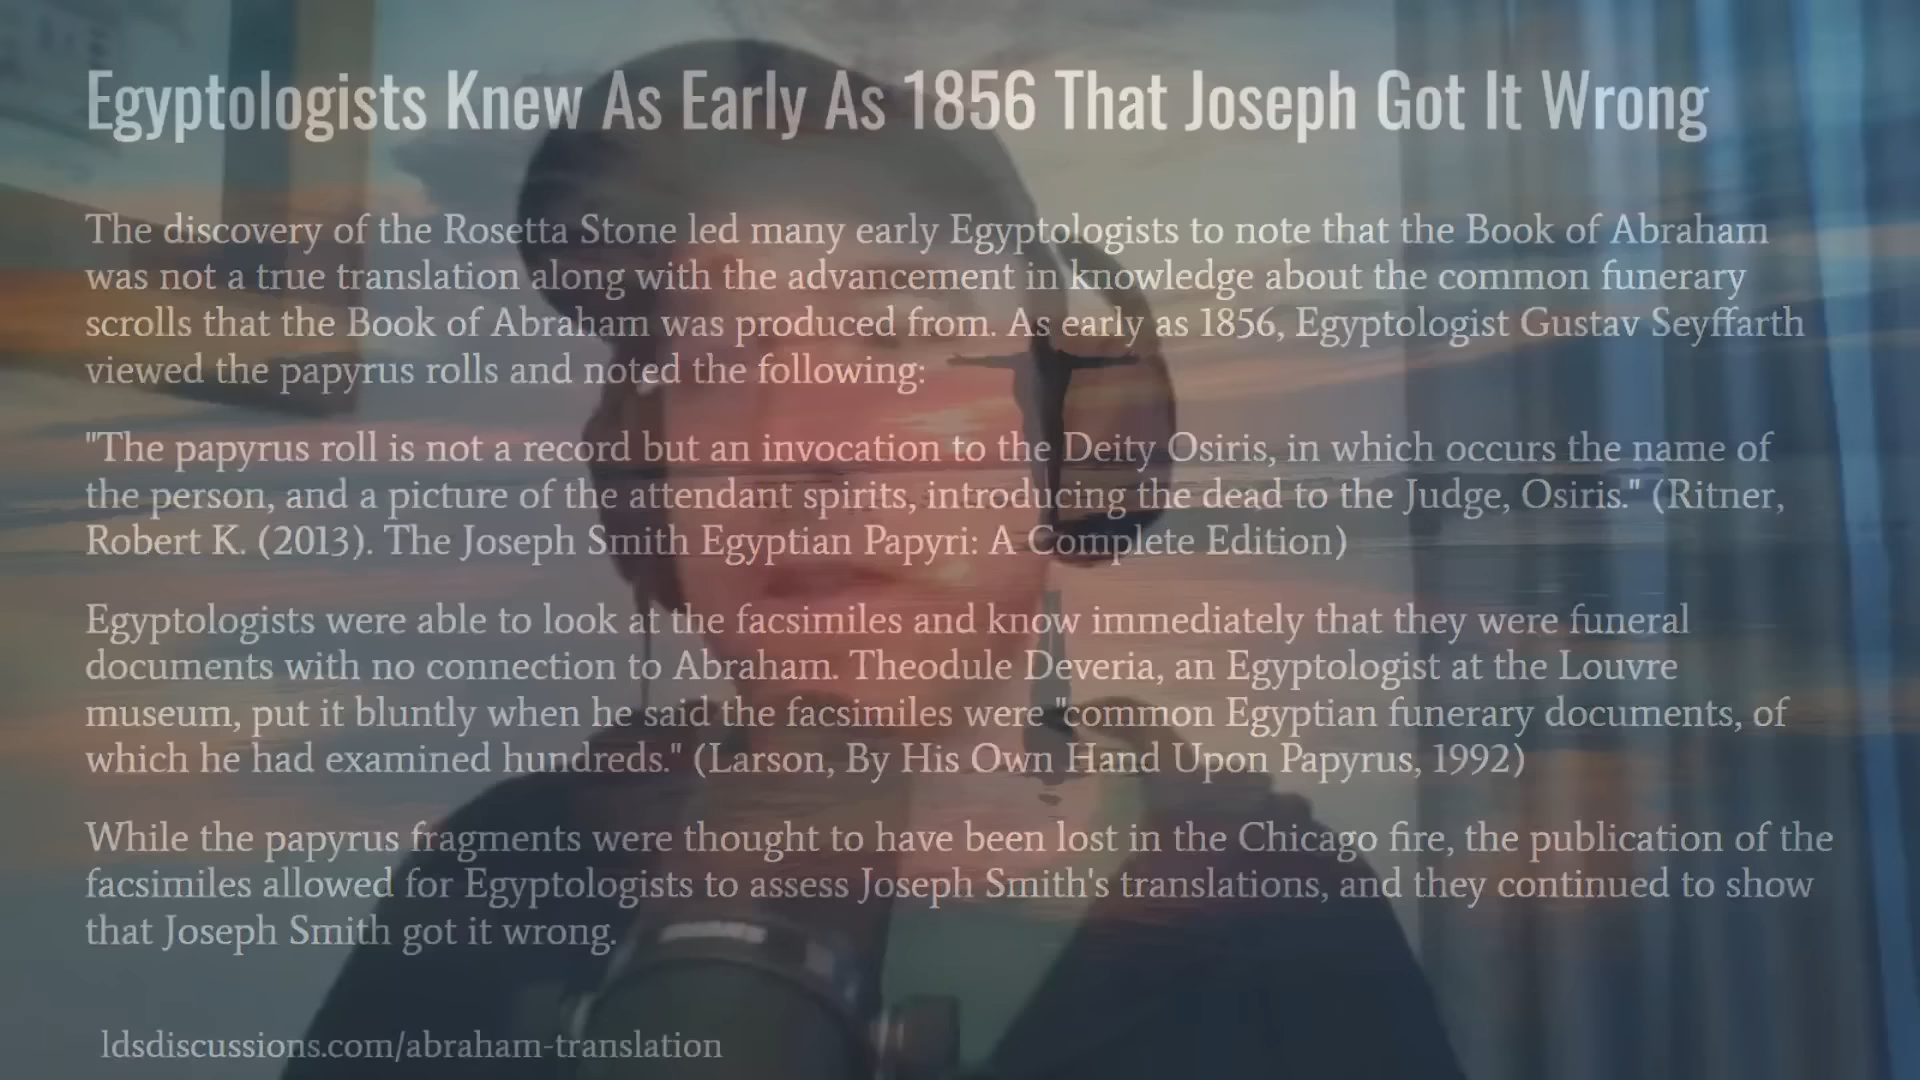 Egyptologists Knew As Early As 1856 That Joseph Got It Wrong
The discovery of the Rosetta Stone led many early Egyptologists to note that the Book of Abraham
was not a true translation along with the advancement in knowledge about the common funerary
scrolls that the Book of Abraham was produced from. As early as 1856, Egyptologist Gustav Seyffarth
viewed the papyrus rolls and noted the following:
"The papyrus roll is not a record but an invocation to the Deity Osiris, in which occurs the name of
the person, and a picture of the attendant spirits, introducing the dead to the Judge, Osiris." (Ritner,
Robert K. (2013). The Joseph Smith Egyptian Papyri: A Complete Edition)
Egyptologists were able to look at the facsimiles and know immediately that they were funeral
documents with no connection to Abraham. Theodule Deveria, an Egyptologist at the Louvre
museum, put it bluntly when he said the facsimiles were "common Egyptian funerary documents, of
which he had examined hundreds." (Larson, By His Own Hand Upon Papyrus, 1992)
While the papyrus fragments were thought to have been lost in the Chicago fire, the publication of the
facsimiles allowed for Egyptologists to assess Joseph Smith's translations, and they continued to show
that Joseph Smith got it wrong.
ldsdiscussions.com/abraham-translation